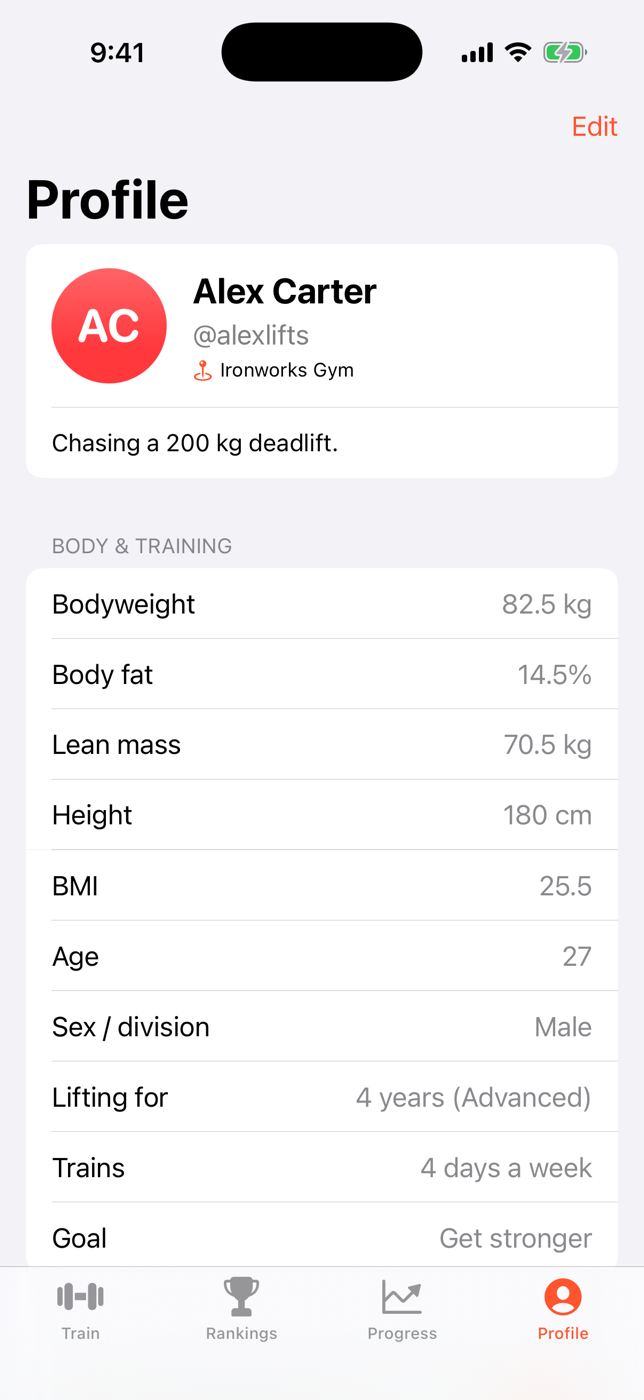 9:41
Edit
Profile
AC
Alex Carter
@alexlifts
Ironworks Gym
Chasing a 200 kg deadlift.
BODY & TRAINING
Bodyweight 82.5 kg
Body fat 14.5%
Lean mass 70.5 kg
Height 180 cm
BMI 25.5
Age 27
Sex / division Male
Lifting for 4 years (Advanced)
Trains 4 days a week
Goal Get stronger
Train Rankings Progress Profile